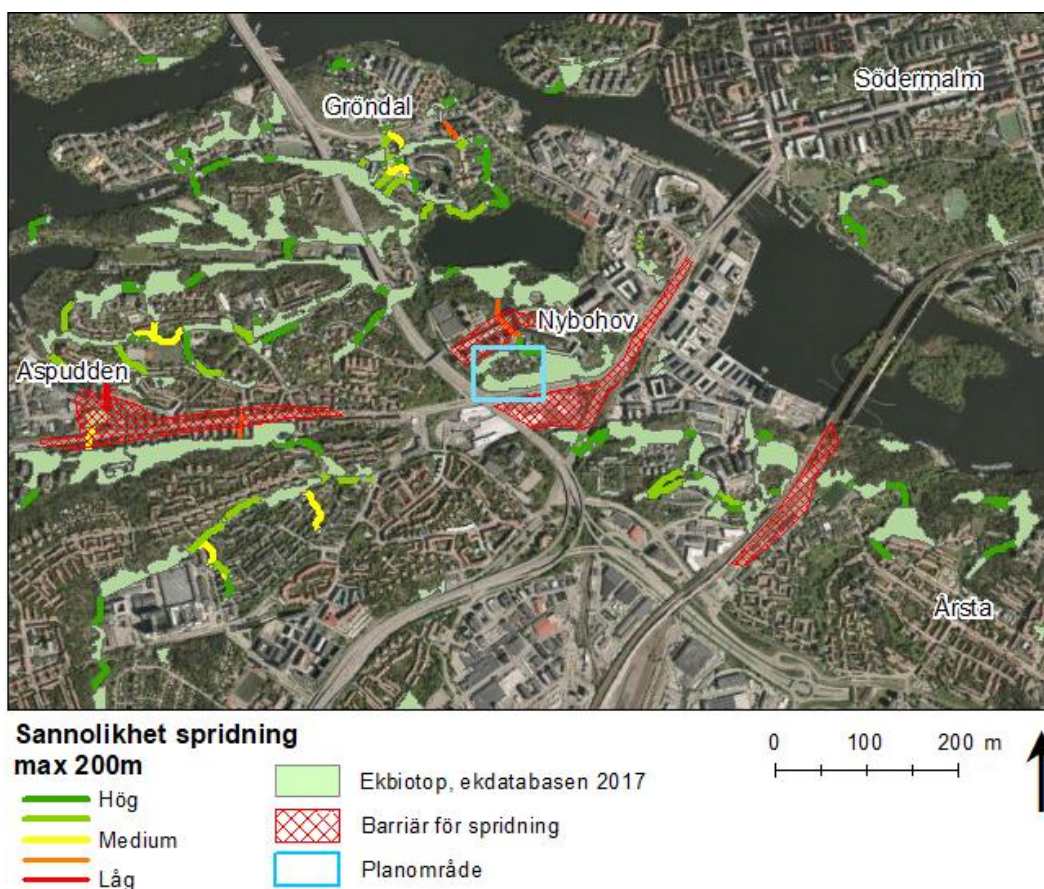 Södermalm
Gröndal
Nybohov
Aspudden
Årsta
Sannolikhet spridning
max 200m
Hög
Medium
Låg
Ekbiotop, ekdatabasen 2017
Barriär för spridning
Planområde
0 100 200 m